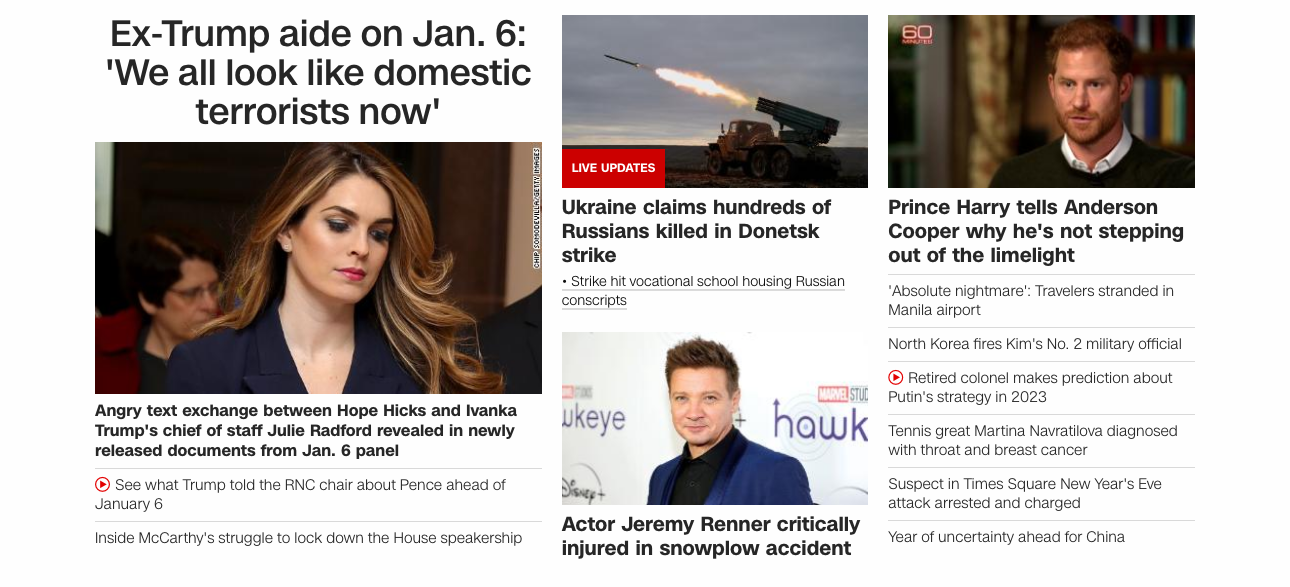 Ex-Trump aide on Jan. 6:
'We all look like domestic
terrorists now'
CHIP SOMODEVILLA/GETTY IMAGES
Angry text exchange between Hope Hicks and Ivanka
Trump's chief of staff Julie Radford revealed in newly
released documents from Jan. 6 panel
See what Trump told the RNC chair about Pence ahead of
January 6
Inside McCarthy's struggle to lock down the House speakership
LIVE UPDATES
Ukraine claims hundreds of
Russians killed in Donetsk
strike
• Strike hit vocational school housing Russian
conscripts
STUDIOS
MARVEL STUD
wkeye
+
hawk
Disney+
Actor Jeremy Renner critically
injured in snowplow accident
60
MINUTES
Prince Harry tells Anderson
Cooper why he's not stepping
out of the limelight
'Absolute nightmare': Travelers stranded in
Manila airport
North Korea fires Kim's No. 2 military official
Retired colonel makes prediction about
Putin's strategy in 2023
Tennis great Martina Navratilova diagnosed
with throat and breast cancer
Suspect in Times Square New Year's Eve
attack arrested and charged
Year of uncertainty ahead for China